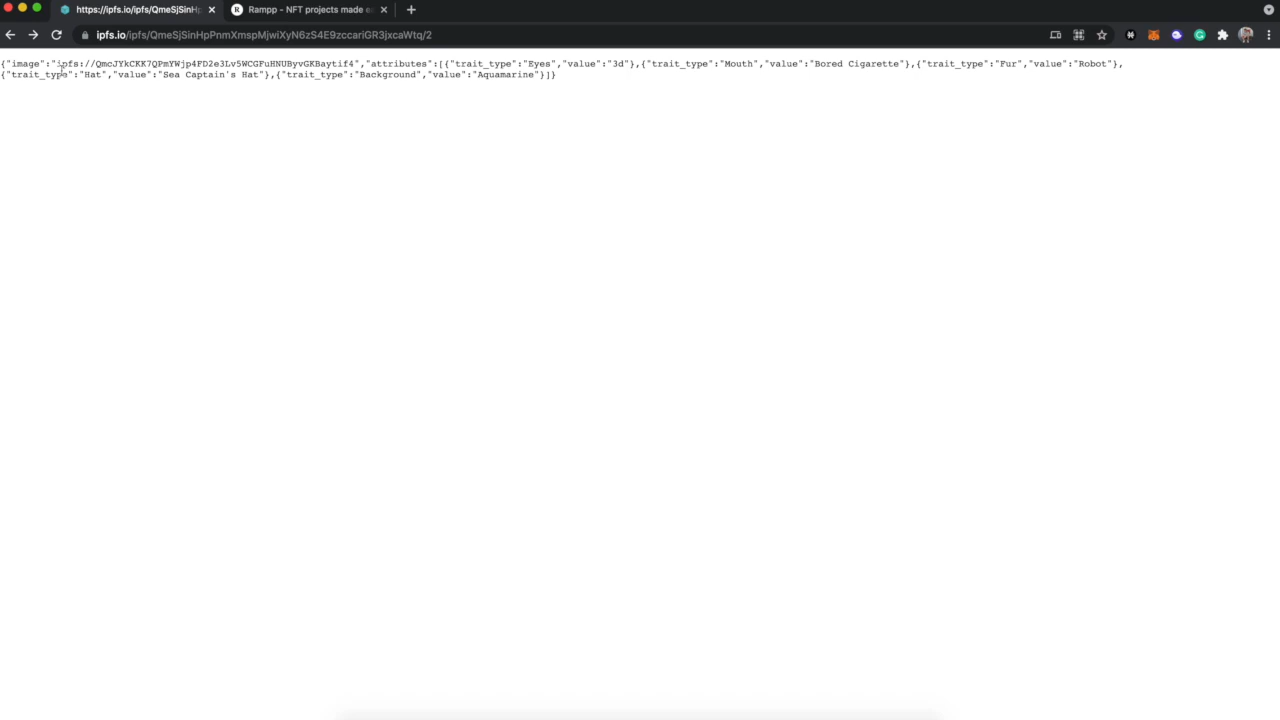 https://ipfs.io/ipfs/QmeSjSinHp
Rampp - NFT projects made e
ipfs.io/ipfs/QmeSjSinHpPnmXmspMjwiXyN6zS4E9zccariGR3jxcaWtq/2
{"image":"ipfs://QmcJYkCKK7QPmYWjp4FD2e3Lv5WCGFuHNUByvGKBaytif4","attributes":[{"trait_type":"Eyes","value":"3d"},{"trait_type":"Mouth","value":"Bored Cigarette"},{"trait_type":"Fur","value":"Robot"},
{"trait_type":"Hat","value":"Sea Captain's Hat"},{"trait_type":"Background","value":"Aquamarine"}]}